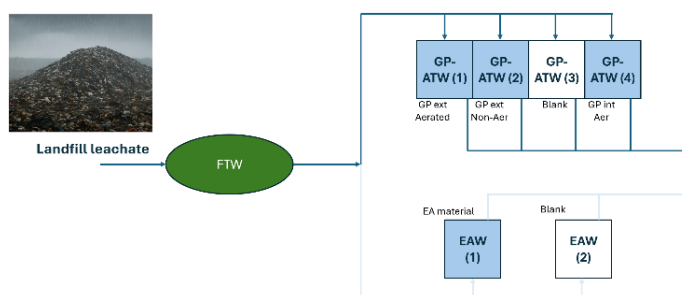 GP-
ATW (1)
GP-
ATW (2)
GP-
ATW (3)
GP-
ATW (4)
GP ext
Aerated
GP ext
Non-Aer
Blank
GP int
Aer
Landfill leachate
FTW
EA material
Blank
EAW
(1)
EAW
(2)